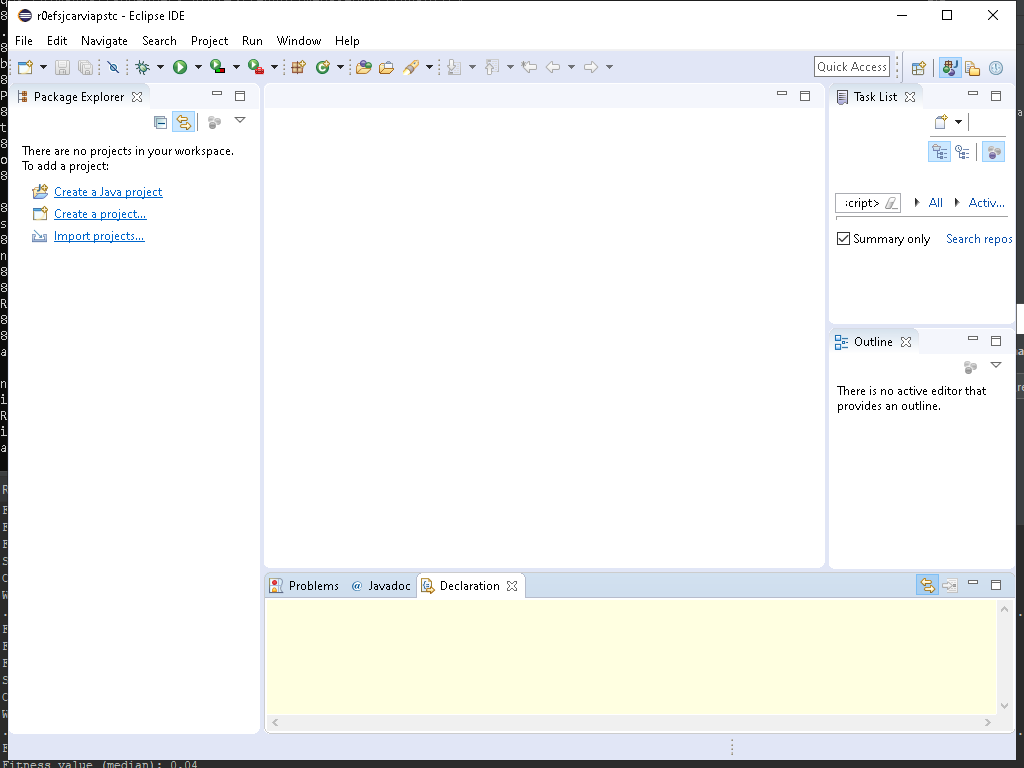 r0efsjcarviapstc - Eclipse IDE
File Edit Navigate Search Project Run Window Help
Quick Access
Package Explorer
There are no projects in your workspace.
To add a project:
Create a Java project
Create a project...
Import projects...
Task List
:cript> All Activ...
Summary only Search repos
Outline
There is no active editor that
provides an outline.
Problems @ Javadoc Declaration
Fitness value (median): 0.04